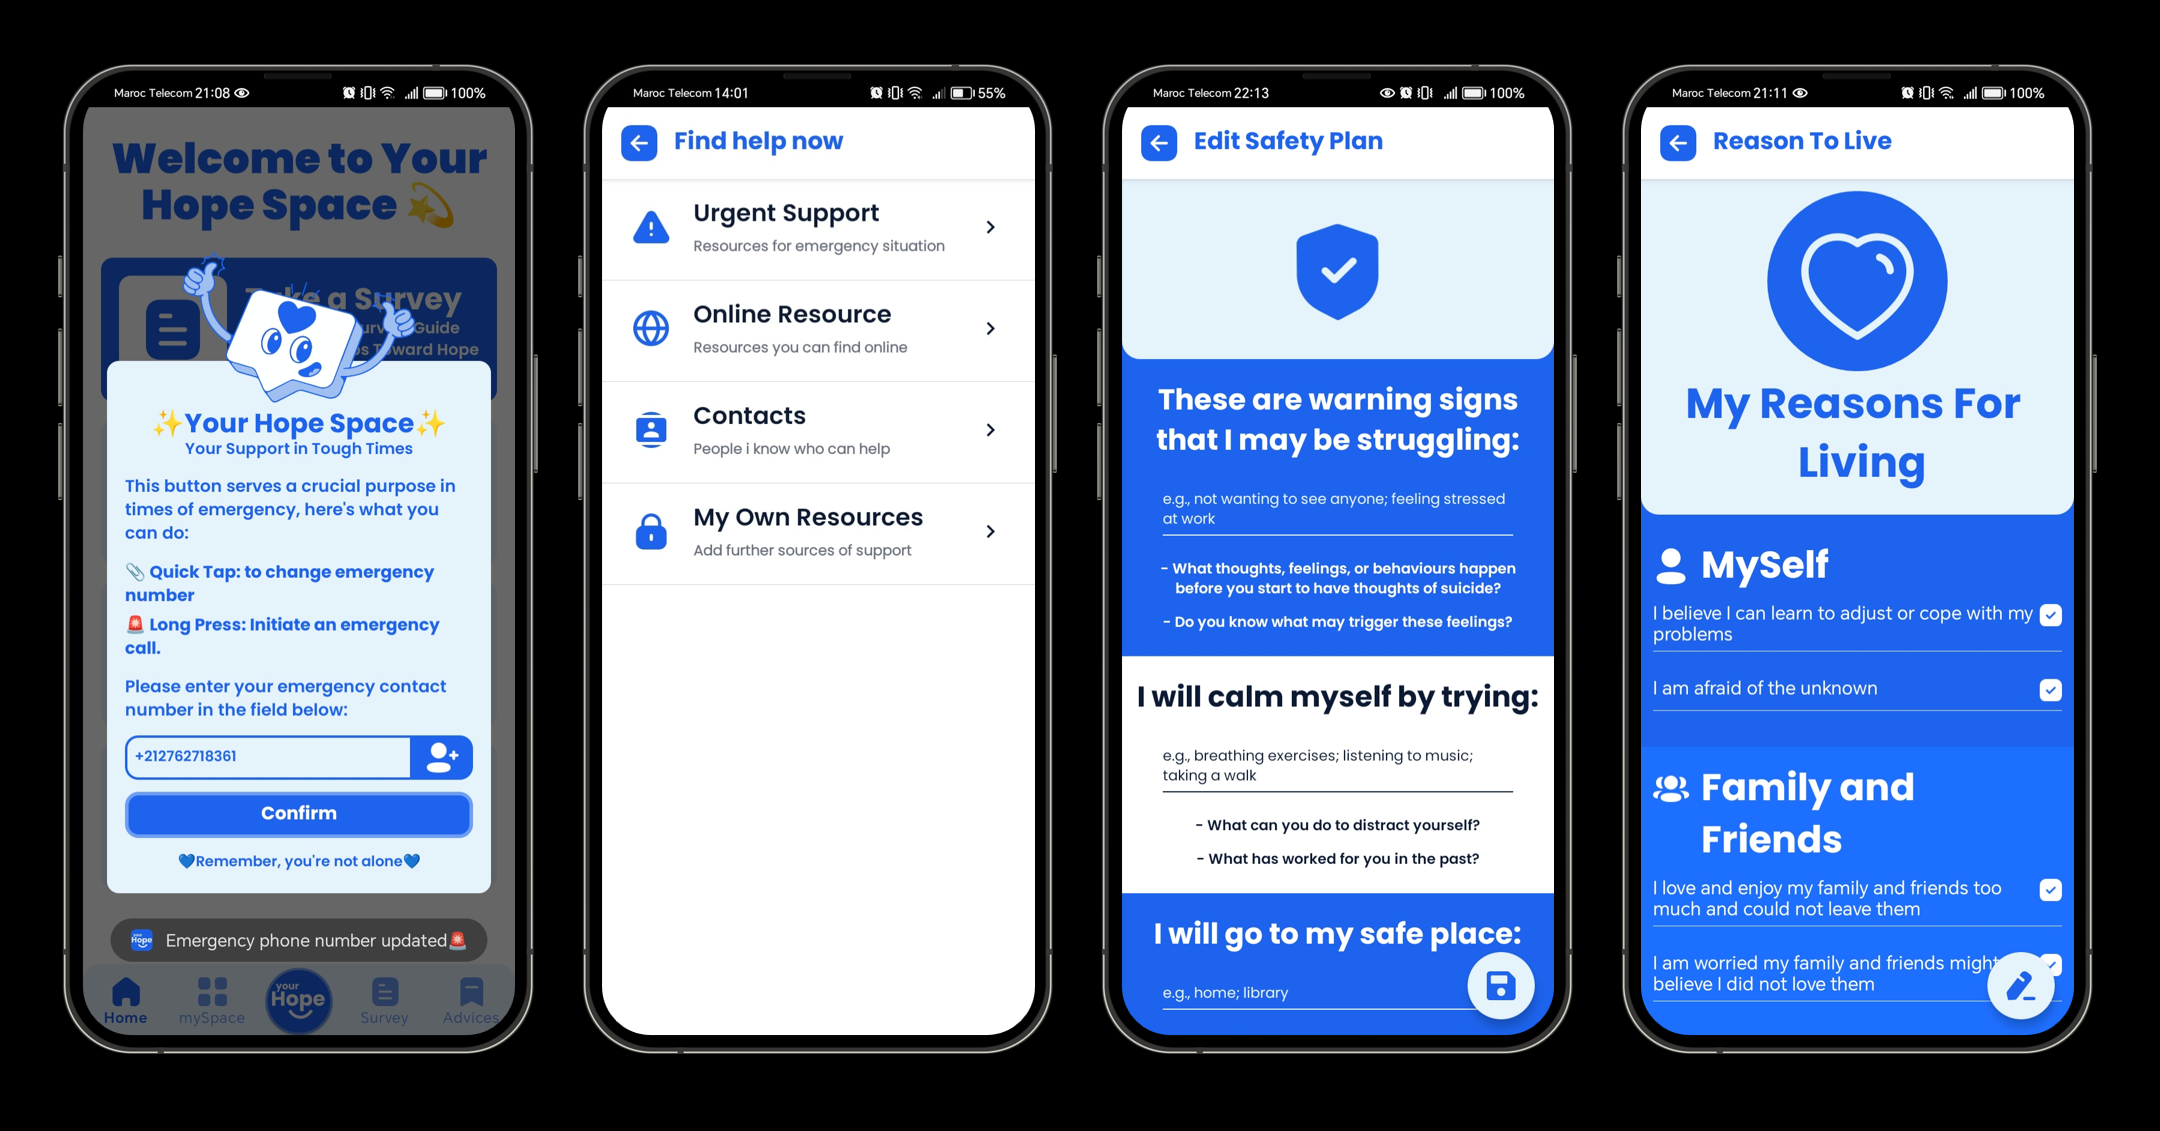 Maroc Telecom 21:08
100%
Welcome to Your
Hope Space
a Survey
Guide
Toward Hope
✨Your Hope Space✨
Your Support in Tough Times
This button serves a crucial purpose in
times of emergency, here's what you
can do:
📎 Quick Tap: to change emergency
number
🚨 Long Press: Initiate an emergency
call.
Please enter your emergency contact
number in the field below:
+212762718361
Confirm
💙Remember, you're not alone💙
Hope Emergency phone number updated🚨
Home
mySpace
your
Hope
Survey
Advices
Maroc Telecom 14:01
55%
Find help now
Urgent Support
Resources for emergency situation
Online Resource
Resources you can find online
Contacts
People i know who can help
My Own Resources
Add further sources of support
Maroc Telecom 22:13
100%
Edit Safety Plan
These are warning signs
that I may be struggling:
e.g., not wanting to see anyone; feeling stressed
at work
- What thoughts, feelings, or behaviours happen
before you start to have thoughts of suicide?
- Do you know what may trigger these feelings?
I will calm myself by trying:
e.g., breathing exercises; listening to music;
taking a walk
- What can you do to distract yourself?
- What has worked for you in the past?
I will go to my safe place:
e.g., home; library
Maroc Telecom 21:11
100%
Reason To Live
My Reasons For
Living
MySelf
I believe I can learn to adjust or cope with my
problems
I am afraid of the unknown
Family and
Friends
I love and enjoy my family and friends too
much and could not leave them
I am worried my family and friends might
believe I did not love them